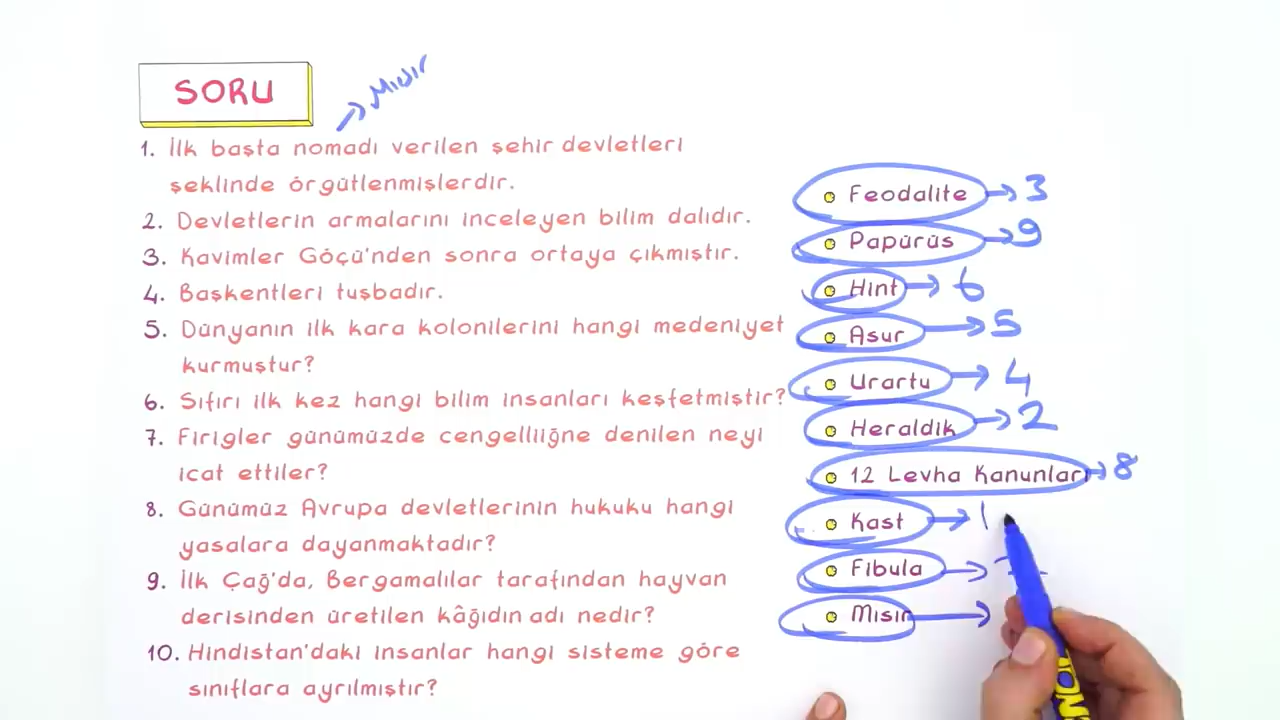 SORU
Mısır
1. İlk başta nomadı verilen şehir devletleri
şeklinde örgütlenmişlerdir.
2. Devletlerin armalarını inceleyen bilim dalıdır.
3. Kavimler Göçü'nden sonra ortaya çıkmıştır.
4. Başkentleri tuşbadır.
5. Dünyanın ilk kara kolonilerini hangi medeniyet
kurmuştur?
6. Sıfırı ilk kez hangi bilim insanları keşfetmiştir?
7. Firigler günümüzde cengelliiğne denilen neyi
icat ettiler?
8. Günümüz Avrupa devletlerinin hukuku hangi
yasalara dayanmaktadır?
9. İlk Çağ'da, Bergamalılar tarafından hayvan
derisinden üretilen kâğıdın adı nedir?
10. Hindistan'daki insanlar hangi sisteme göre
sınıflara ayrılmıştır?
Feodalite → 3
Papürüs → 9
Hint → 6
Asur → 5
Urartu → 4
Heraldik → 2
12 Levha Kanunları → 8
Kast → 1
Fibula →
Mısır →